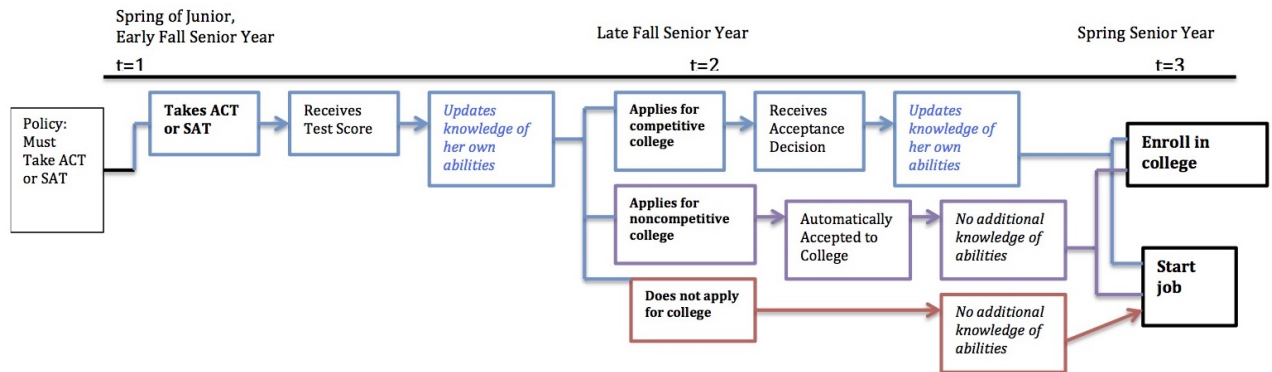 Spring of Junior,
Early Fall Senior Year
Late Fall Senior Year
Spring Senior Year
t=1
t=2
t=3
Policy:
Must
Take ACT
or SAT
Takes ACT
or SAT
Receives
Test Score
Updates
knowledge of
her own
abilities
Applies for
competitive
college
Receives
Acceptance
Decision
Updates
knowledge of
her own
abilities
Enroll in
college
Applies for
noncompetitive
college
Automatically
Accepted to
College
No additional
knowledge of
abilities
Start
job
Does not apply
for college
No additional
knowledge of
abilities